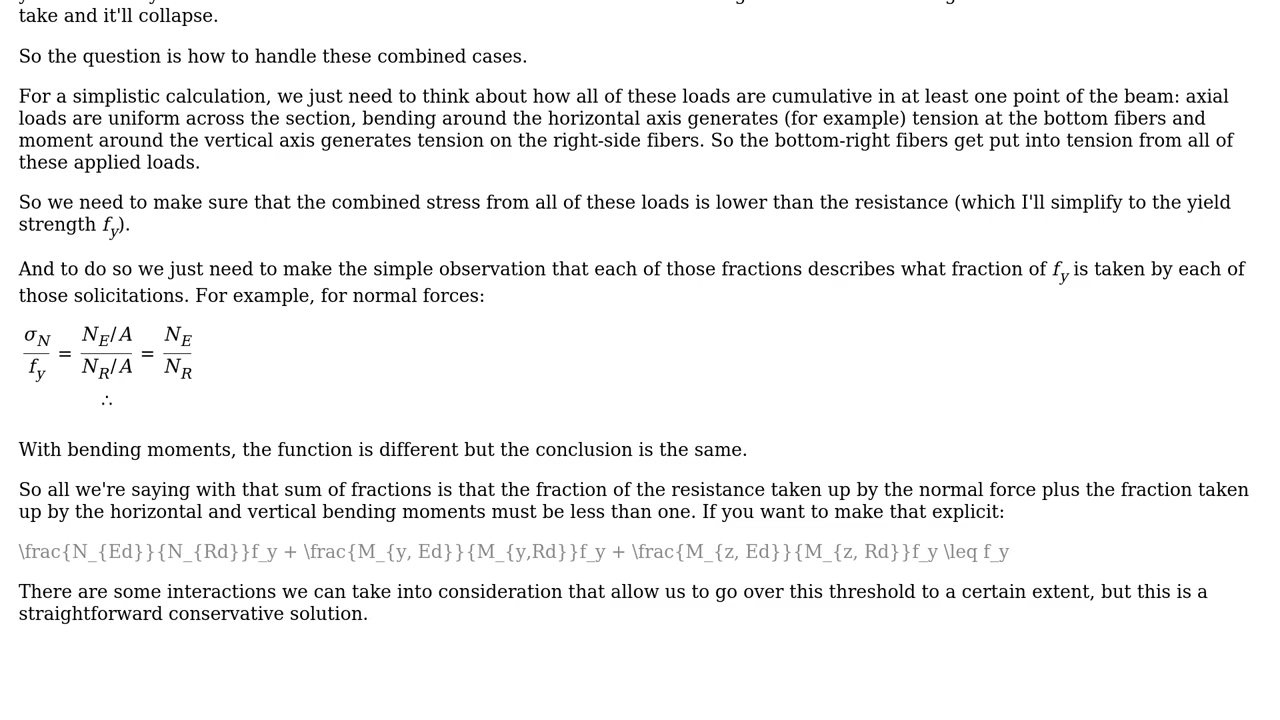 take and it'll collapse.
So the question is how to handle these combined cases.
For a simplistic calculation, we just need to think about how all of these loads are cumulative in at least one point of the beam: axial
loads are uniform across the section, bending around the horizontal axis generates (for example) tension at the bottom fibers and
moment around the vertical axis generates tension on the right-side fibers. So the bottom-right fibers get put into tension from all of
these applied loads.
So we need to make sure that the combined stress from all of these loads is lower than the resistance (which I'll simplify to the yield
strength f_y).
And to do so we just need to make the simple observation that each of those fractions describes what fraction of f_y is taken by each of
those solicitations. For example, for normal forces:
σ_N/f_y = (N_E/A)/(N_R/A) = N_E/N_R
∴
With bending moments, the function is different but the conclusion is the same.
So all we're saying with that sum of fractions is that the fraction of the resistance taken up by the normal force plus the fraction taken
up by the horizontal and vertical bending moments must be less than one. If you want to make that explicit:
\frac{N_{Ed}}{N_{Rd}}f_y + \frac{M_{y, Ed}}{M_{y,Rd}}f_y + \frac{M_{z, Ed}}{M_{z, Rd}}f_y \leq f_y
There are some interactions we can take into consideration that allow us to go over this threshold to a certain extent, but this is a
straightforward conservative solution.